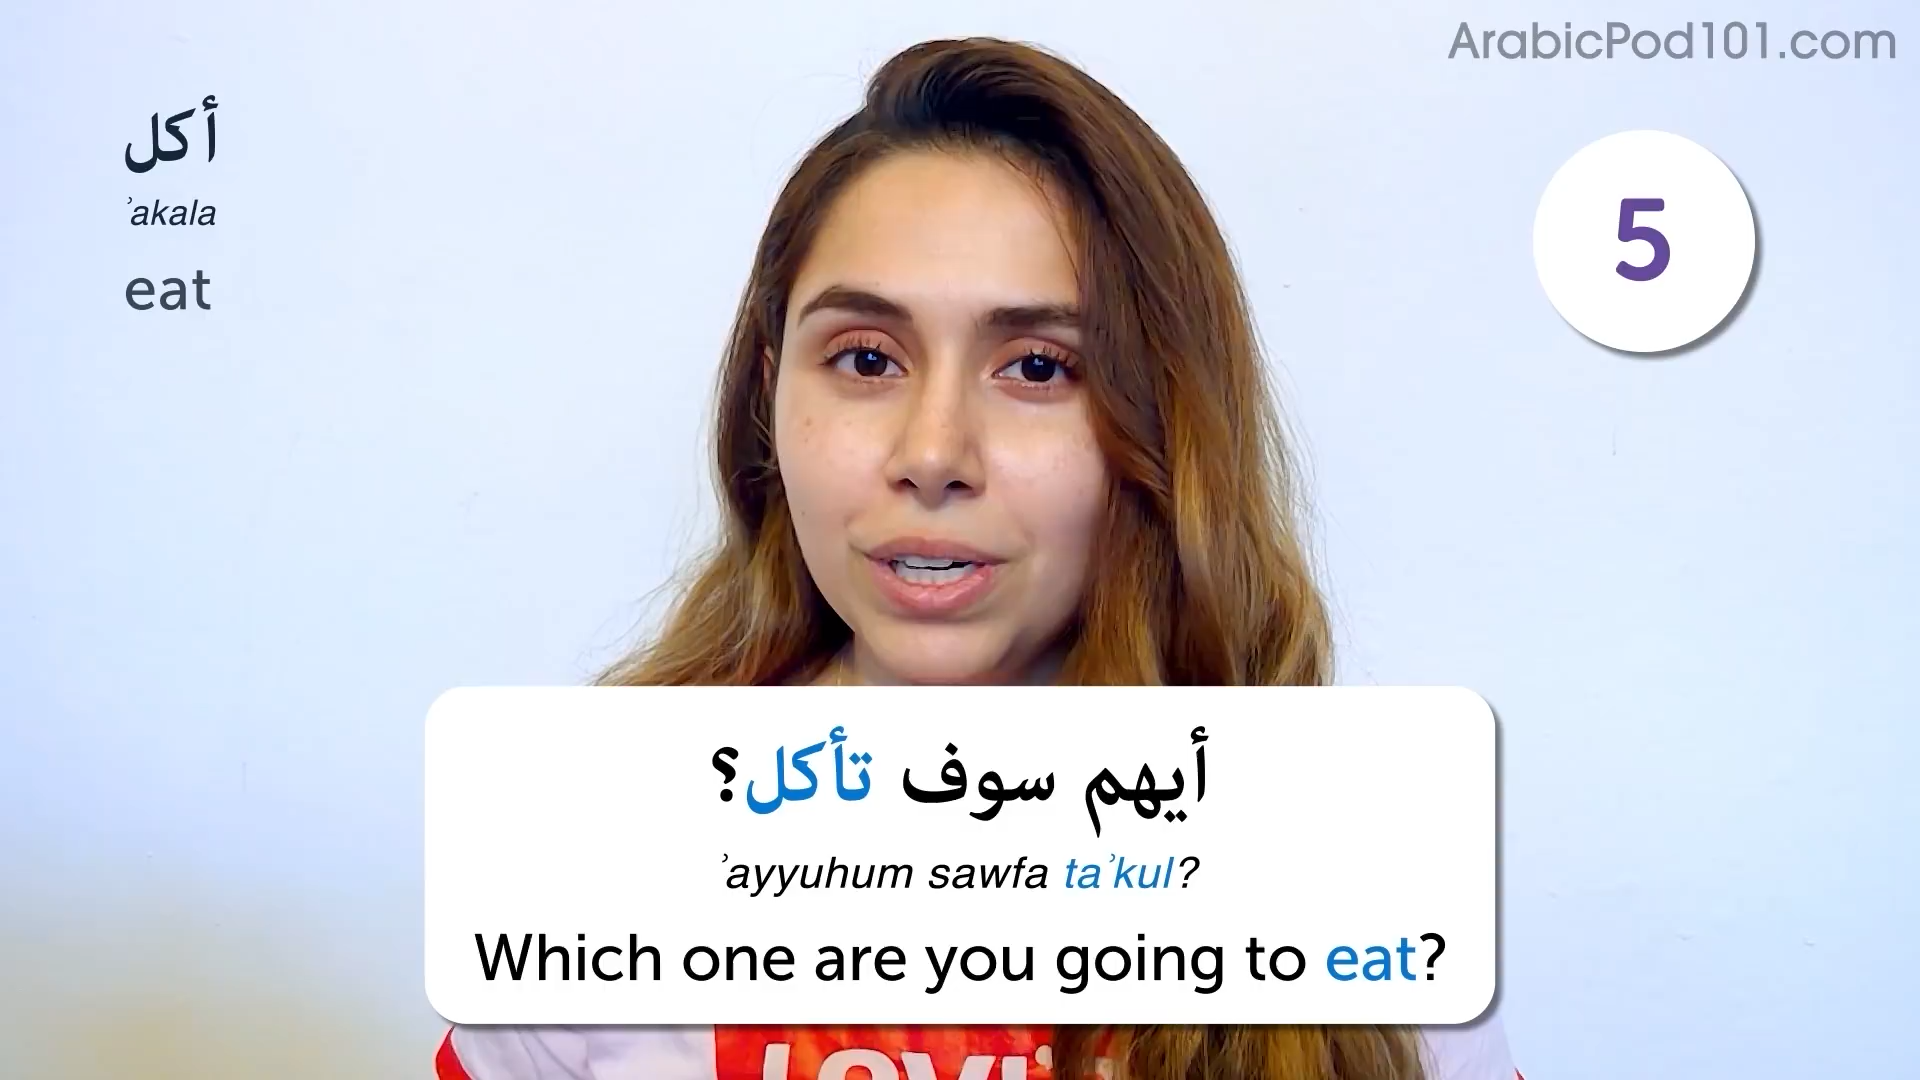 ArabicPod101.com
أكل
ʾakala
eat
5
أيهم سوف تأكل؟
ʾayyuhum sawfa taʾkul?
Which one are you going to eat?